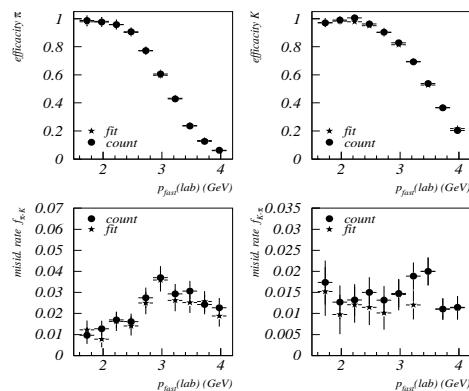 efficacity π
1
0.8
0.6
0.4
0.2
0
fit
count
2
3
4
p_fast(lab) (GeV)
efficacity K
1
0.8
0.6
0.4
0.2
0
fit
count
2
3
4
p_fast(lab) (GeV)
misid. rate f_π-K
0.07
0.06
0.05
0.04
0.03
0.02
0.01
0
count
fit
2
3
4
p_fast(lab) (GeV)
misid. rate f_K-π
0.035
0.03
0.025
0.02
0.015
0.01
0.005
0
count
fit
2
3
4
p_fast(lab) (GeV)